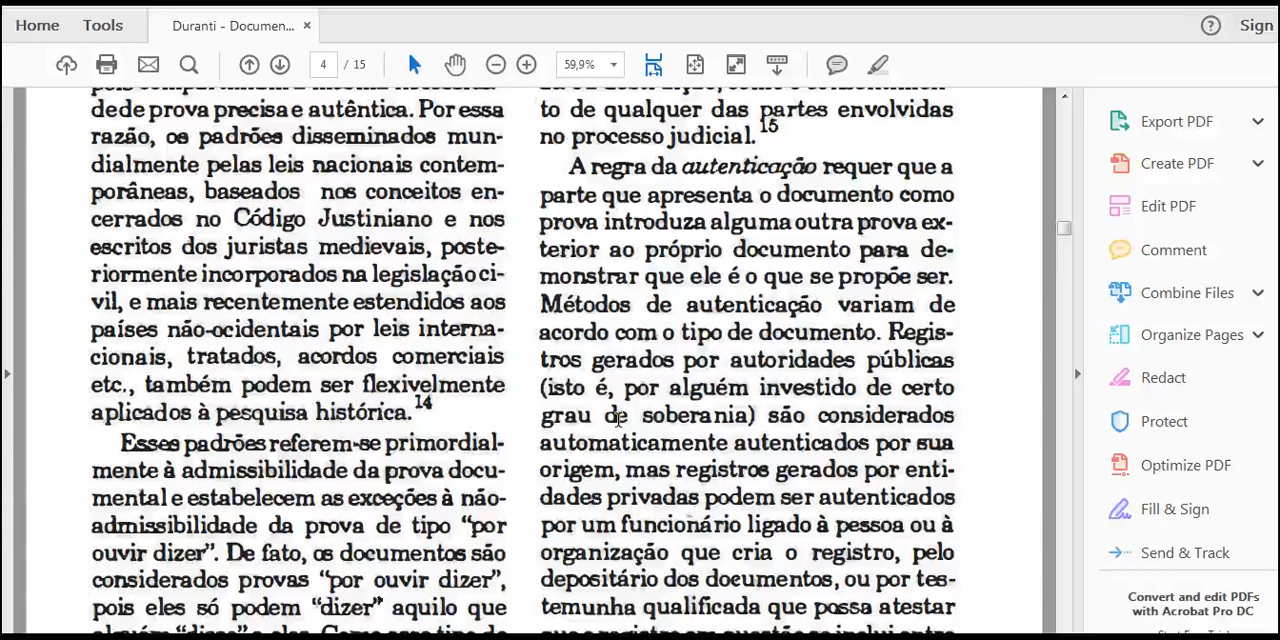 Home
Tools
Duranti - Documen...
Sign
4 / 15
59,9%
dede prova precisa e autêntica. Por essa
razão, os padrões disseminados mun-
dialmente pelas leis nacionais contem-
porâneas, baseados nos conceitos en-
cerrados no Código Justiniano e nos
escritos dos juristas medievais, poste-
riormente incorporados na legislação ci-
vil, e mais recentemente estendidos aos
países não-ocidentais por leis interna-
cionais, tratados, acordos comerciais
etc., também podem ser flexivelmente
aplicados à pesquisa histórica.14
Esses padrões referem-se primordial-
mente à admissibilidade da prova docu-
mental e estabelecem as exceções à não-
admissibilidade da prova de tipo “por
ouvir dizer”. De fato, os documentos são
considerados provas “por ouvir dizer”,
pois eles só podem “dizer” aquilo que
to de qualquer das partes envolvidas
no processo judicial.15
A regra da autenticação requer que a
parte que apresenta o documento como
prova introduza alguma outra prova ex-
terior ao próprio documento para de-
monstrar que ele é o que se propõe ser.
Métodos de autenticação variam de
acordo com o tipo de documento. Regis-
tros gerados por autoridades públicas
(isto é, por alguém investido de certo
grau de soberania) são considerados
automaticamente autenticados por sua
origem, mas registros gerados por enti-
dades privadas podem ser autenticados
por um funcionário ligado à pessoa ou à
organização que cria o registro, pelo
depositário dos documentos, ou por tes-
temunha qualificada que possa atestar
que o registro em questão se inclui entre
Export PDF
Create PDF
Edit PDF
Comment
Combine Files
Organize Pages
Redact
Protect
Optimize PDF
Fill & Sign
Send & Track
Convert and edit PDFs
with Acrobat Pro DC